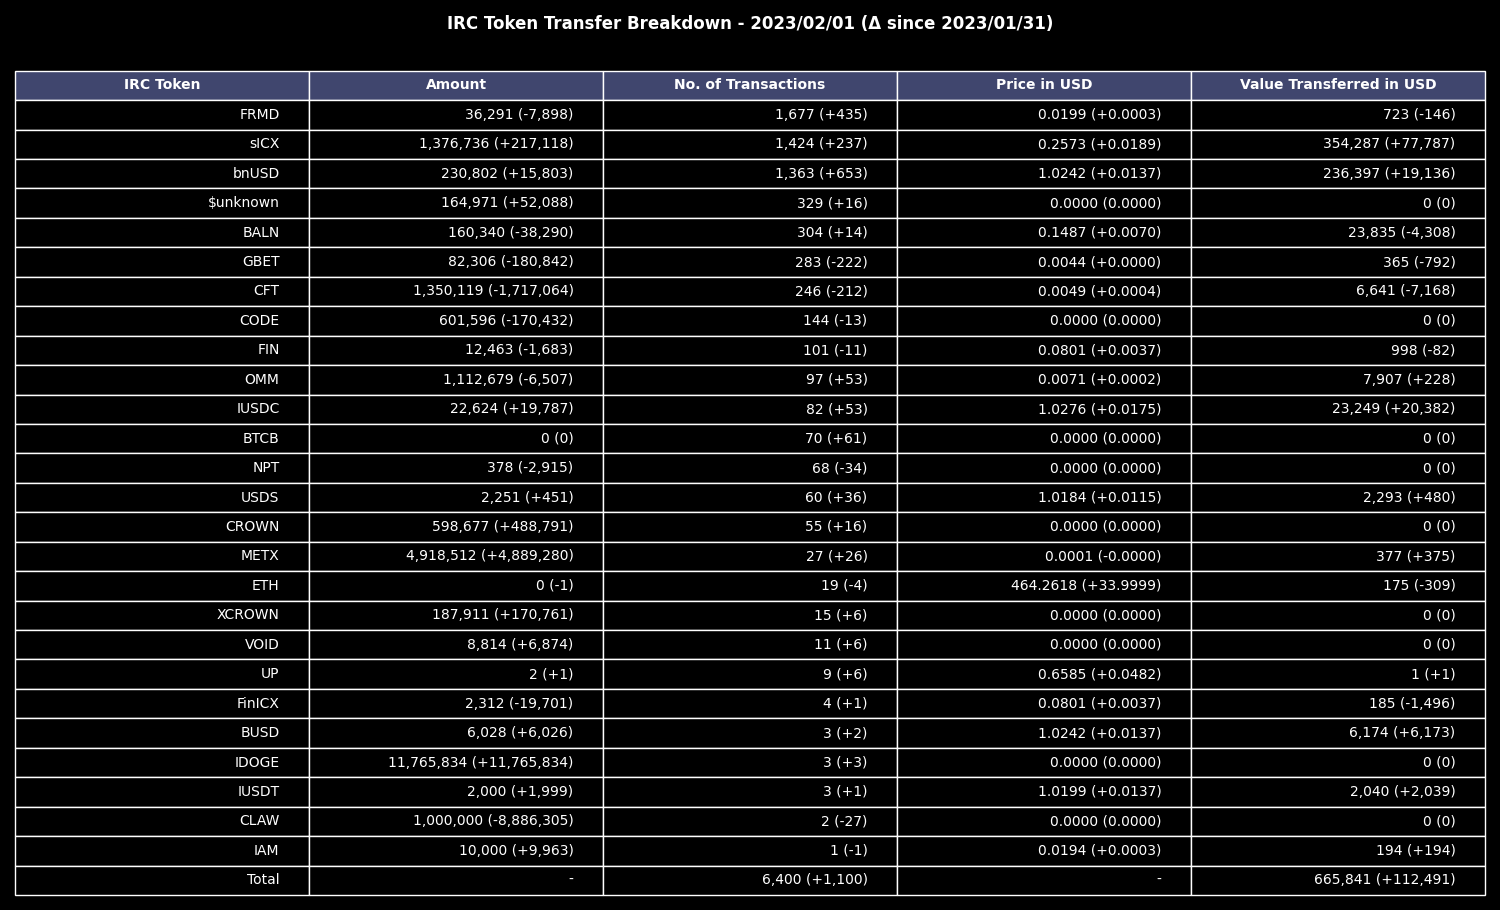 IRC Token Transfer Breakdown - 2023/02/01 (Δ since 2023/01/31)
IRC Token Amount No. of Transactions Price in USD Value Transferred in USD
FRMD 36,291 (-7,898) 1,677 (+435) 0.0199 (+0.0003) 723 (-146)
sICX 1,376,736 (+217,118) 1,424 (+237) 0.2573 (+0.0189) 354,287 (+77,787)
bnUSD 230,802 (+15,803) 1,363 (+653) 1.0242 (+0.0137) 236,397 (+19,136)
$unknown 164,971 (+52,088) 329 (+16) 0.0000 (0.0000) 0 (0)
BALN 160,340 (-38,290) 304 (+14) 0.1487 (+0.0070) 23,835 (-4,308)
GBET 82,306 (-180,842) 283 (-222) 0.0044 (+0.0000) 365 (-792)
CFT 1,350,119 (-1,717,064) 246 (-212) 0.0049 (+0.0004) 6,641 (-7,168)
CODE 601,596 (-170,432) 144 (-13) 0.0000 (0.0000) 0 (0)
FIN 12,463 (-1,683) 101 (-11) 0.0801 (+0.0037) 998 (-82)
OMM 1,112,679 (-6,507) 97 (+53) 0.0071 (+0.0002) 7,907 (+228)
IUSDC 22,624 (+19,787) 82 (+53) 1.0276 (+0.0175) 23,249 (+20,382)
BTCB 0 (0) 70 (+61) 0.0000 (0.0000) 0 (0)
NPT 378 (-2,915) 68 (-34) 0.0000 (0.0000) 0 (0)
USDS 2,251 (+451) 60 (+36) 1.0184 (+0.0115) 2,293 (+480)
CROWN 598,677 (+488,791) 55 (+16) 0.0000 (0.0000) 0 (0)
METX 4,918,512 (+4,889,280) 27 (+26) 0.0001 (-0.0000) 377 (+375)
ETH 0 (-1) 19 (-4) 464.2618 (+33.9999) 175 (-309)
XCROWN 187,911 (+170,761) 15 (+6) 0.0000 (0.0000) 0 (0)
VOID 8,814 (+6,874) 11 (+6) 0.0000 (0.0000) 0 (0)
UP 2 (+1) 9 (+6) 0.6585 (+0.0482) 1 (+1)
FinICX 2,312 (-19,701) 4 (+1) 0.0801 (+0.0037) 185 (-1,496)
BUSD 6,028 (+6,026) 3 (+2) 1.0242 (+0.0137) 6,174 (+6,173)
IDOGE 11,765,834 (+11,765,834) 3 (+3) 0.0000 (0.0000) 0 (0)
IUSDT 2,000 (+1,999) 3 (+1) 1.0199 (+0.0137) 2,040 (+2,039)
CLAW 1,000,000 (-8,886,305) 2 (-27) 0.0000 (0.0000) 0 (0)
IAM 10,000 (+9,963) 1 (-1) 0.0194 (+0.0003) 194 (+194)
Total - 6,400 (+1,100) - 665,841 (+112,491)